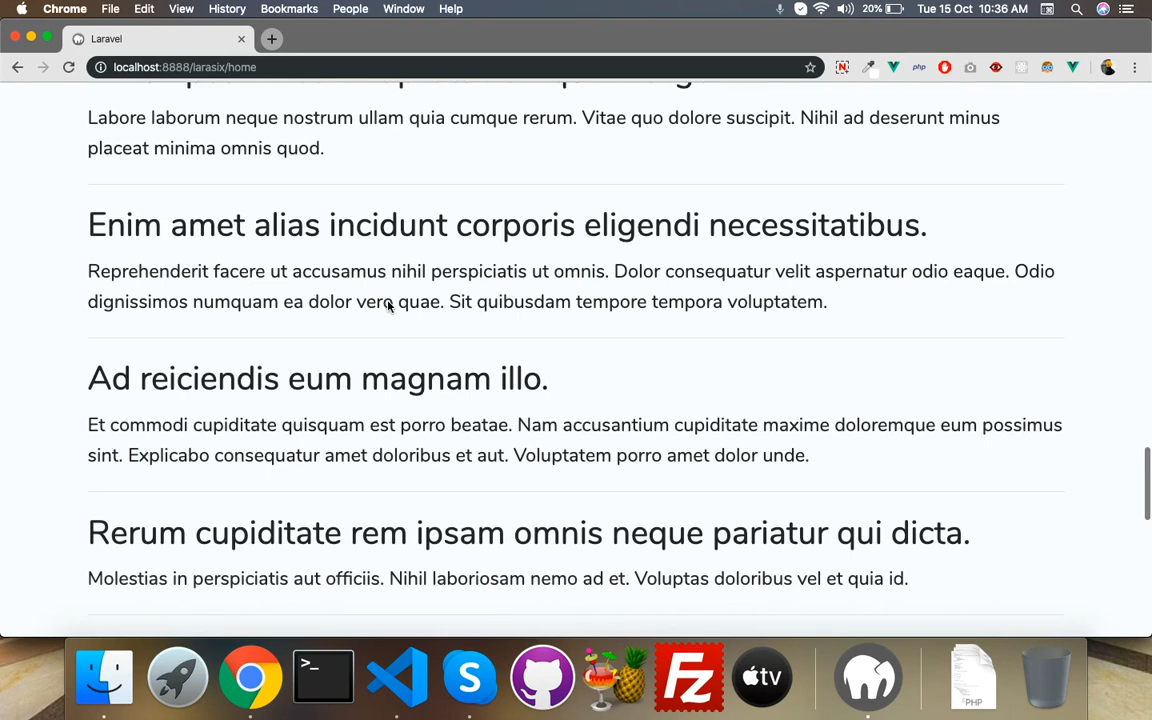 Chrome File Edit View History Bookmarks People Window Help 20% Tue 15 Oct 10:36 AM
Laravel
localhost:8888/larasix/home
Labore laborum neque nostrum ullam quia cumque rerum. Vitae quo dolore suscipit. Nihil ad deserunt minus
placeat minima omnis quod.
Enim amet alias incidunt corporis eligendi necessitatibus.
Reprehenderit facere ut accusamus nihil perspiciatis ut omnis. Dolor consequatur velit aspernatur odio eaque. Odio
dignissimos numquam ea dolor vero quae. Sit quibusdam tempore tempora voluptatem.
Ad reiciendis eum magnam illo.
Et commodi cupiditate quisquam est porro beatae. Nam accusantium cupiditate maxime doloremque eum possimus
sint. Explicabo consequatur amet doloribus et aut. Voluptatem porro amet dolor unde.
Rerum cupiditate rem ipsam omnis neque pariatur qui dicta.
Molestias in perspiciatis aut officiis. Nihil laboriosam nemo ad et. Voluptas doloribus vel et quia id.
>_ S Fz tv PHP